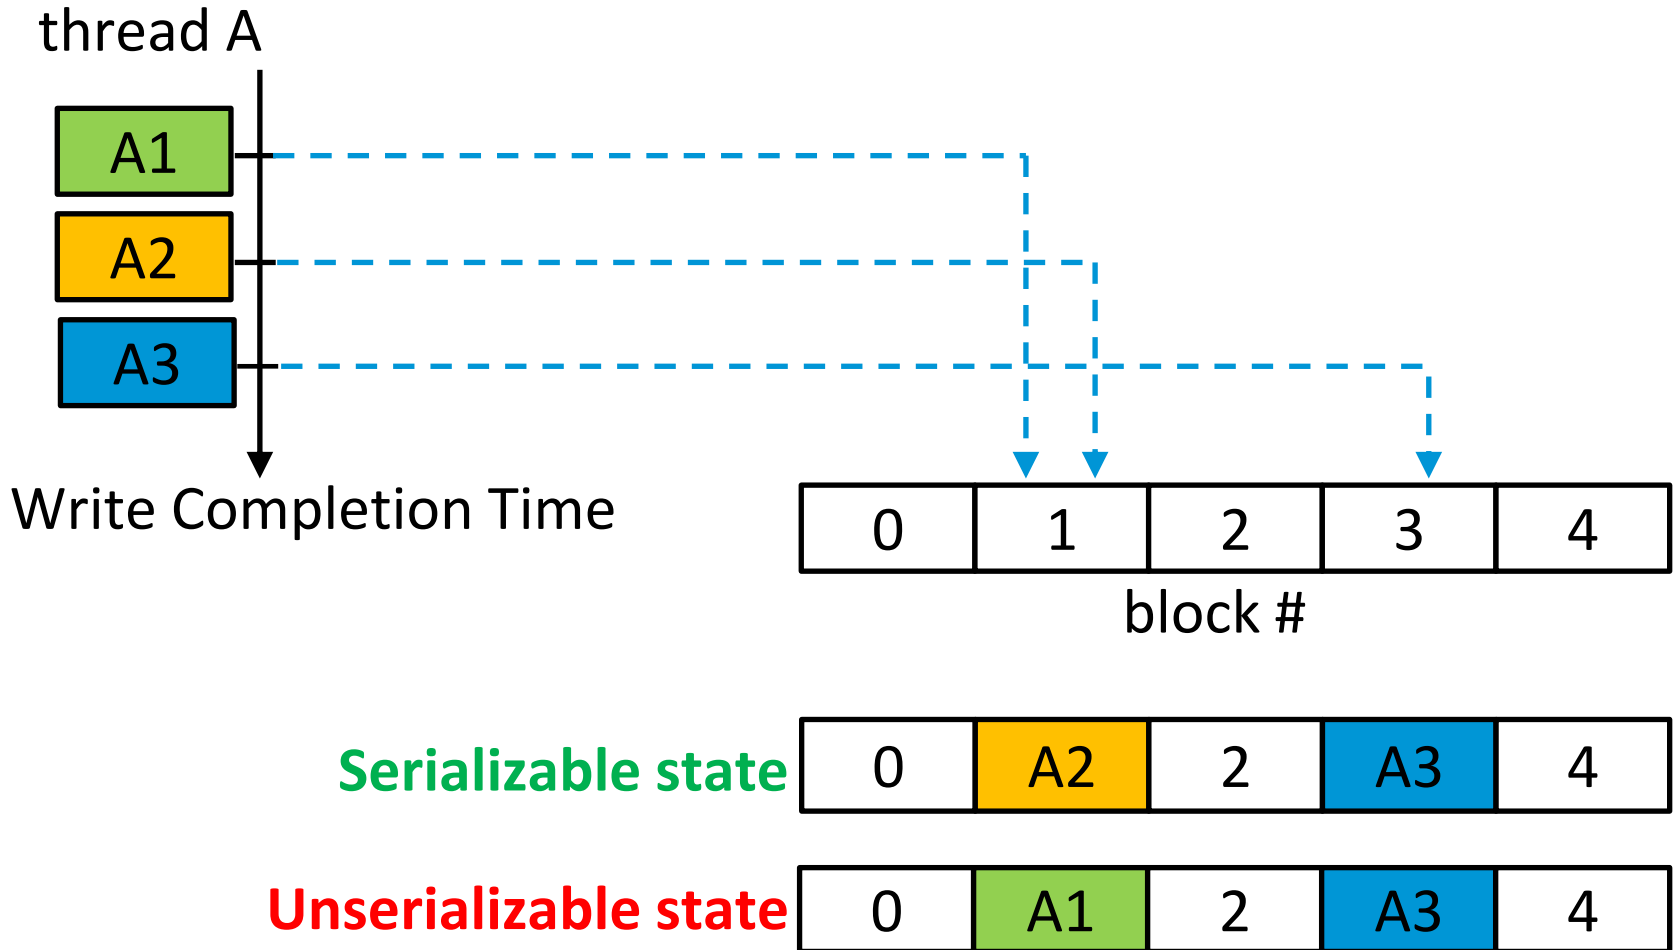 thread A
A1
A2
A3
Write Completion Time
0 1 2 3 4
block #
Serializable state 0 A2 2 A3 4
Unserializable state 0 A1 2 A3 4